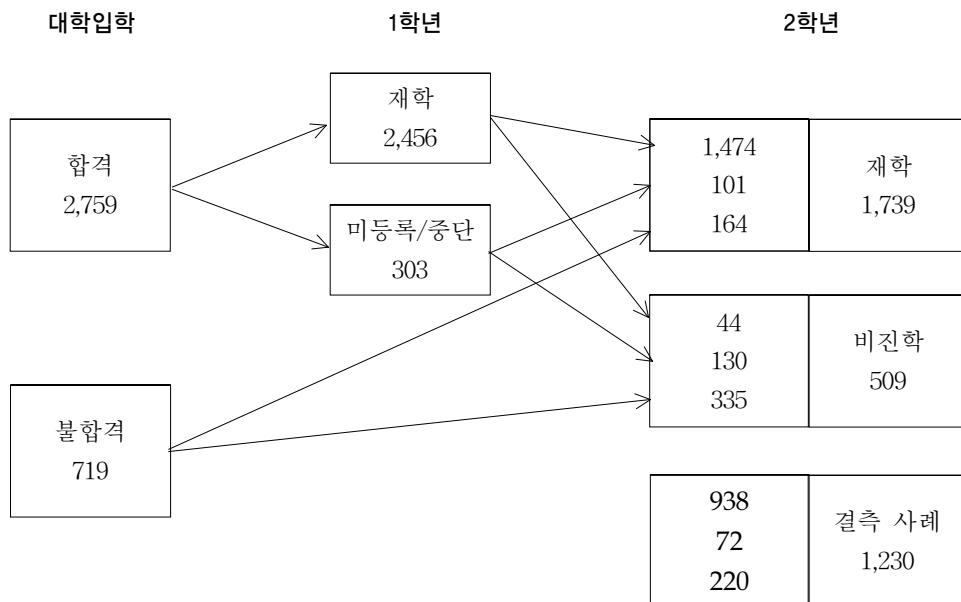 대학입학
1학년
2학년
합격
2,759
불합격
719
재학
2,456
미등록/중단
303
1,474
101
164
재학
1,739
44
130
335
비진학
509
938
72
220
결측 사례
1,230